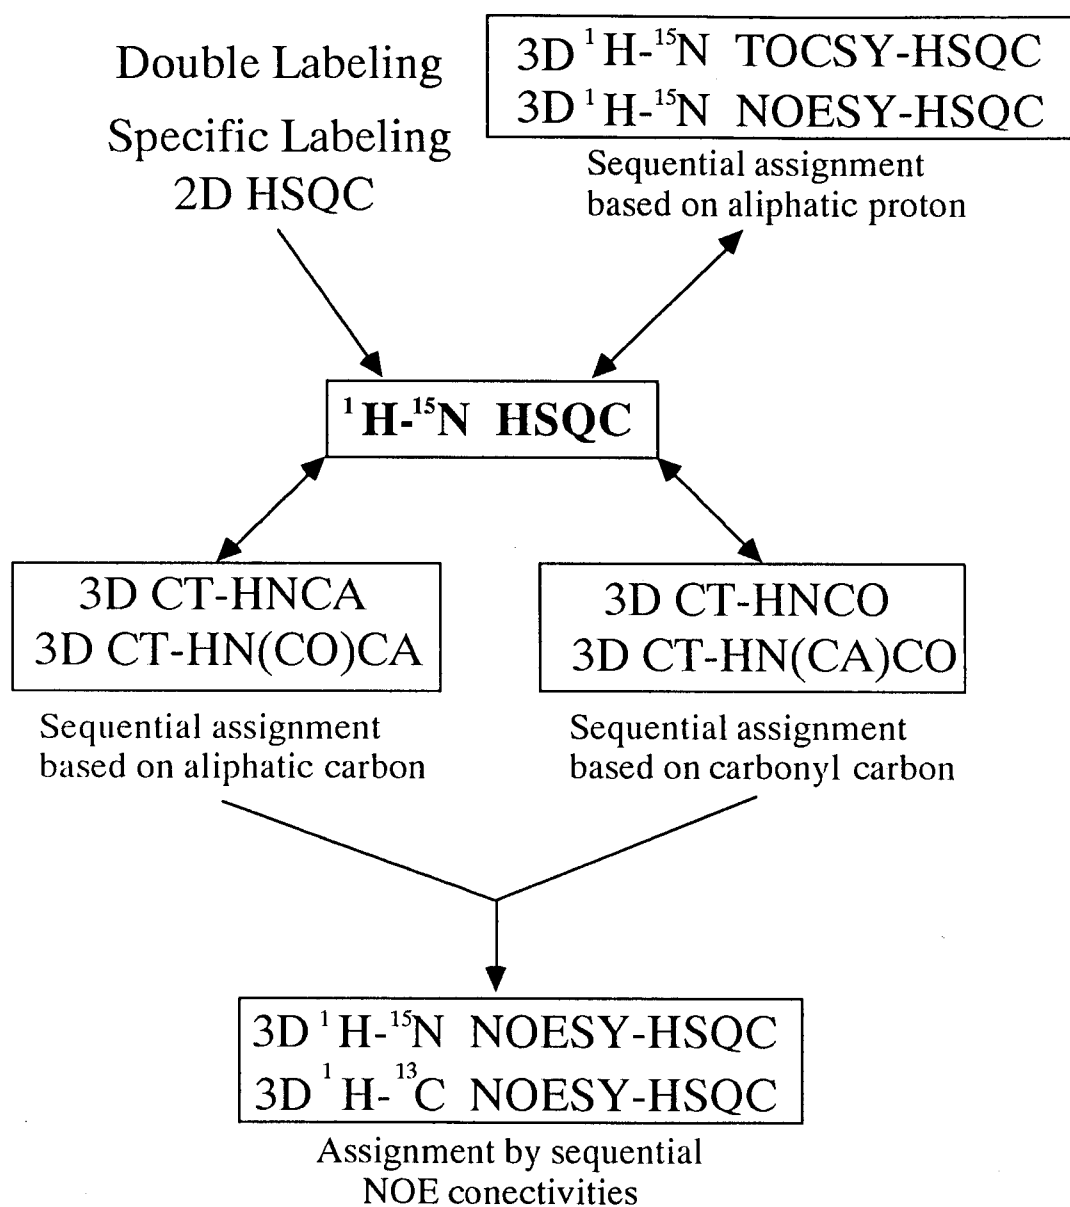 Double Labeling
Specific Labeling
2D HSQC
3D ¹H-¹⁵N TOCSY-HSQC
3D ¹H-¹⁵N NOESY-HSQC
Sequential assignment
based on aliphatic proton
¹H-¹⁵N HSQC
3D CT-HNCA
3D CT-HN(CO)CA
Sequential assignment
based on aliphatic carbon
3D CT-HNCO
3D CT-HN(CA)CO
Sequential assignment
based on carbonyl carbon
3D ¹H-¹⁵N NOESY-HSQC
3D ¹H-¹³C NOESY-HSQC
Assignment by sequential
NOE conectivities